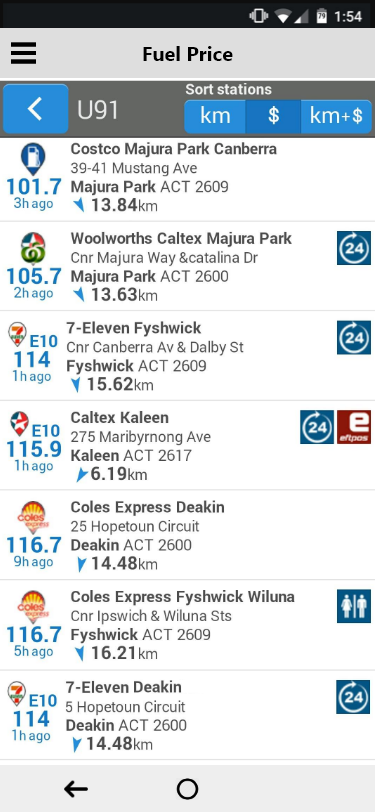 79 1:54
Fuel Price
U91
Sort stations
km $ km+$
Costco Majura Park Canberra
39-41 Mustang Ave
101.7 Majura Park ACT 2609
3h ago 13.84km
Woolworths Caltex Majura Park
24
Cnr Majura Way &catalina Dr
105.7 Majura Park ACT 2600
2h ago 13.63km
7-Eleven Fyshwick
24
E10 Cnr Canberra Av & Dalby St
114 Fyshwick ACT 2609
1h ago 15.62km
Caltex Kaleen
24 e eftpos
E10 275 Maribyrnong Ave
115.9 Kaleen ACT 2617
1h ago 6.19km
Coles Express Deakin
coles express 25 Hopetoun Circuit
116.7 Deakin ACT 2600
9h ago 14.48km
Coles Express Fyshwick Wiluna
coles express Cnr Ipswich & Wiluna Sts
116.7 Fyshwick ACT 2609
5h ago 16.21km
7-Eleven Deakin
24
E10 5 Hopetoun Circuit
114 Deakin ACT 2600
1h ago 14.48km